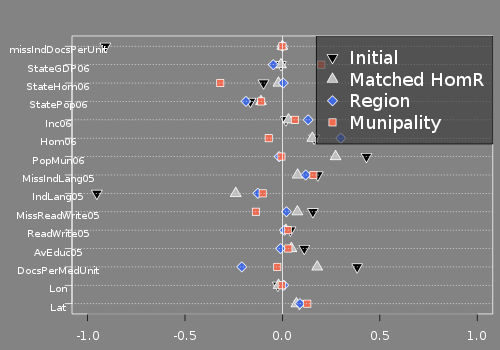 missIndDocsPerUnit
StateGDP06
StateHom06
StatePop06
Inc06
Hom06
PopMun06
MissIndLang05
IndLang05
MissReadWrite05
ReadWrite05
AvEduc05
DocsPerMedUnit
Lon
Lat
Initial
Matched HomR
Region
Munipality
-1.0 -0.5 0.0 0.5 1.0